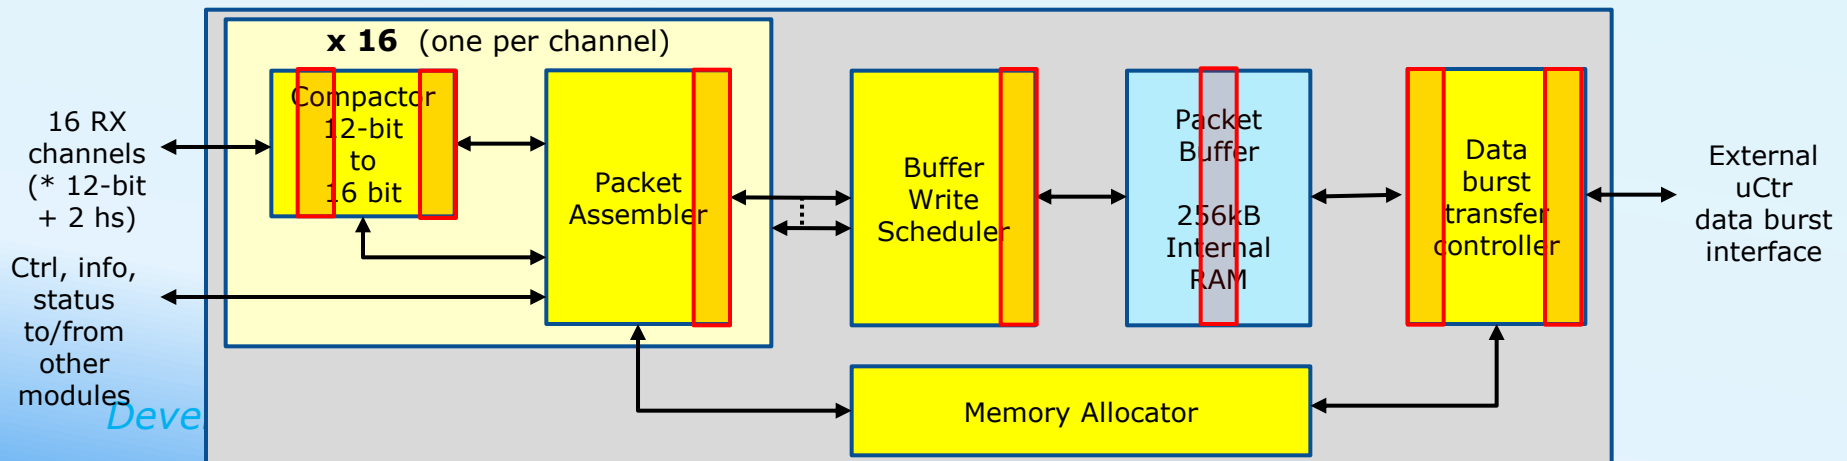 x 16 (one per channel)
Compactor
12-bit
to
16 bit
Packet
Assembler
Buffer
Write
Scheduler
Packet
Buffer
256kB
Internal
RAM
Data
burst
transfer
controller
Memory Allocator
16 RX
channels
(* 12-bit
+ 2 hs)
Ctrl, info,
status
to/from
other
modules
External
uCtr
data burst
interface